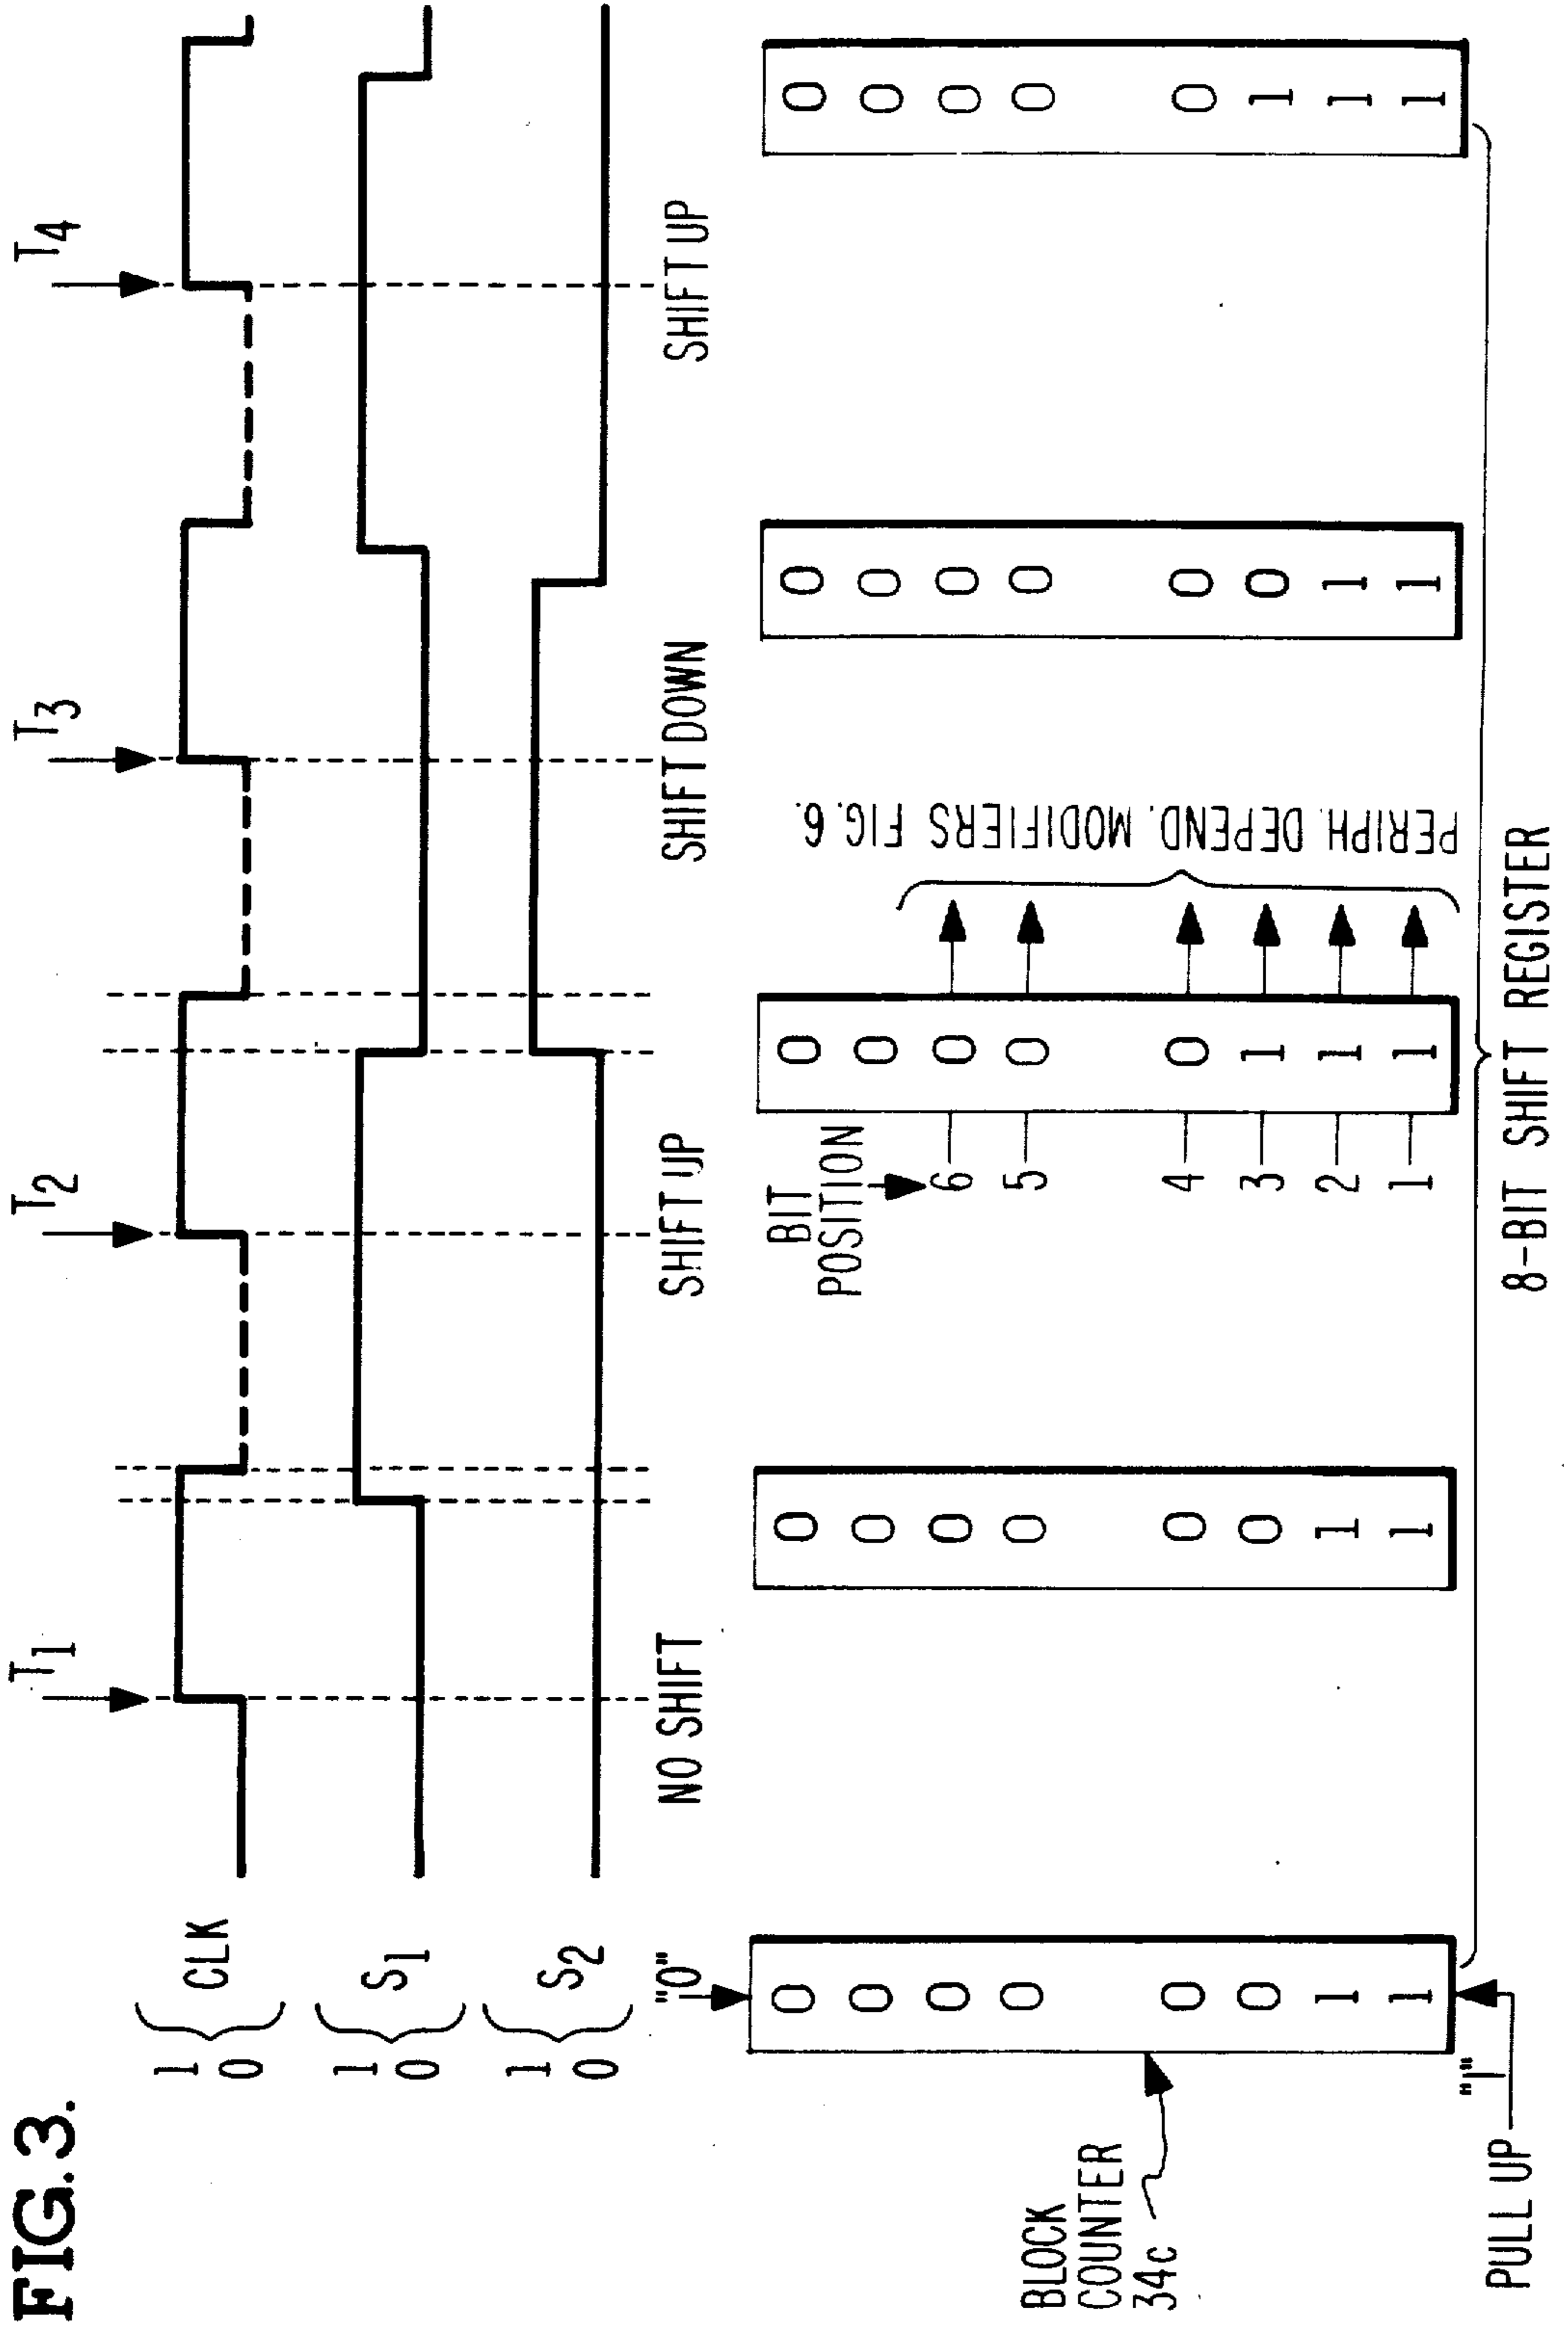 FIG. 3.
T1
T2
T3
T4
1
0
CLK
1
0
S1
1
0
S2
NO SHIFT
SHIFT UP
SHIFT DOWN
SHIFT UP
"0"
0
0
0
0
0
0
1
1
0
0
0
0
0
0
1
1
BIT
POSITION
6
5
4
3
2
1
0
0
0
0
0
1
1
1
PERIPH. DEPEND. MODIFIERS FIG. 6.
0
0
0
0
0
0
1
1
0
0
0
0
0
1
1
1
BLOCK
COUNTER
34c
"1"
PULL UP
8-BIT SHIFT REGISTER